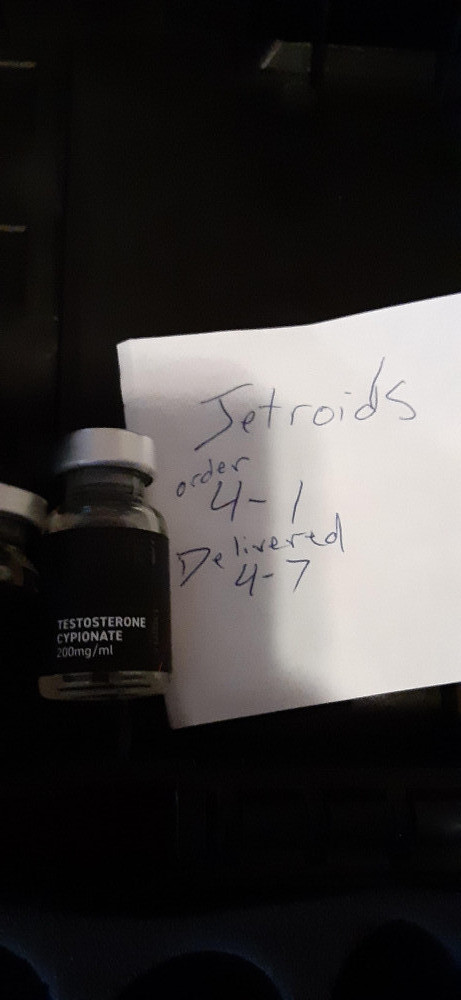 Jetroids
order
4-1
Delivered
4-7
TESTOSTERONE
CYPIONATE
200mg/ml